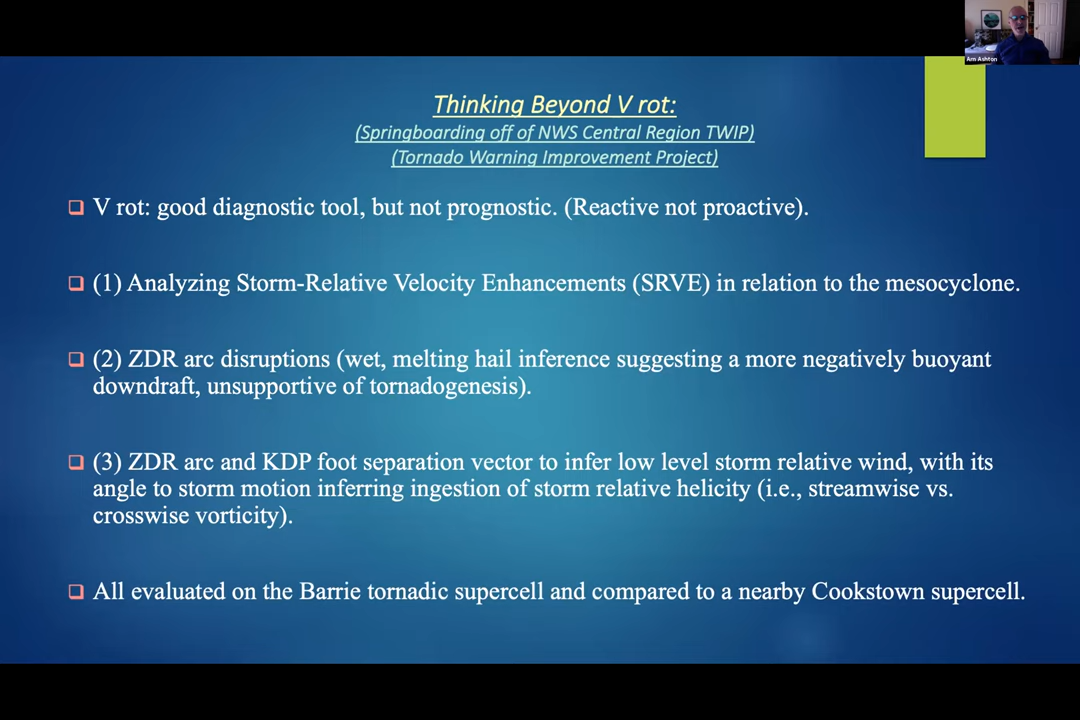 Arn Ashton
Thinking Beyond V rot:
(Springboarding off of NWS Central Region TWIP)
(Tornado Warning Improvement Project)
V rot: good diagnostic tool, but not prognostic. (Reactive not proactive).
(1) Analyzing Storm-Relative Velocity Enhancements (SRVE) in relation to the mesocyclone.
(2) ZDR arc disruptions (wet, melting hail inference suggesting a more negatively buoyant
downdraft, unsupportive of tornadogenesis).
(3) ZDR arc and KDP foot separation vector to infer low level storm relative wind, with its
angle to storm motion inferring ingestion of storm relative helicity (i.e., streamwise vs.
crosswise vorticity).
All evaluated on the Barrie tornadic supercell and compared to a nearby Cookstown supercell.